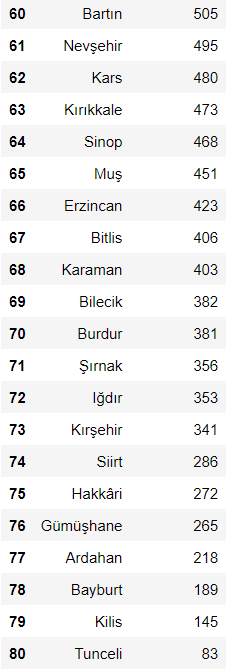 60 Bartın 505
61 Nevşehir 495
62 Kars 480
63 Kırıkkale 473
64 Sinop 468
65 Muş 451
66 Erzincan 423
67 Bitlis 406
68 Karaman 403
69 Bilecik 382
70 Burdur 381
71 Şırnak 356
72 Iğdır 353
73 Kırşehir 341
74 Siirt 286
75 Hakkâri 272
76 Gümüşhane 265
77 Ardahan 218
78 Bayburt 189
79 Kilis 145
80 Tunceli 83